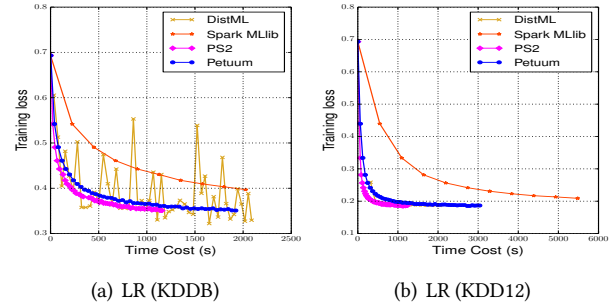 0.8
0.7
0.6
0.5
0.4
0.3
0 500 1000 1500 2000 2500
Training loss
Time Cost (s)
DistML
Spark MLlib
PS2
Petuum
(a) LR (KDDB)
0.8
0.7
0.6
0.5
0.4
0.3
0.2
0.1
0 1000 2000 3000 4000 5000 6000
Training loss
Time Cost (s)
DistML
Spark MLlib
PS2
Petuum
(b) LR (KDD12)